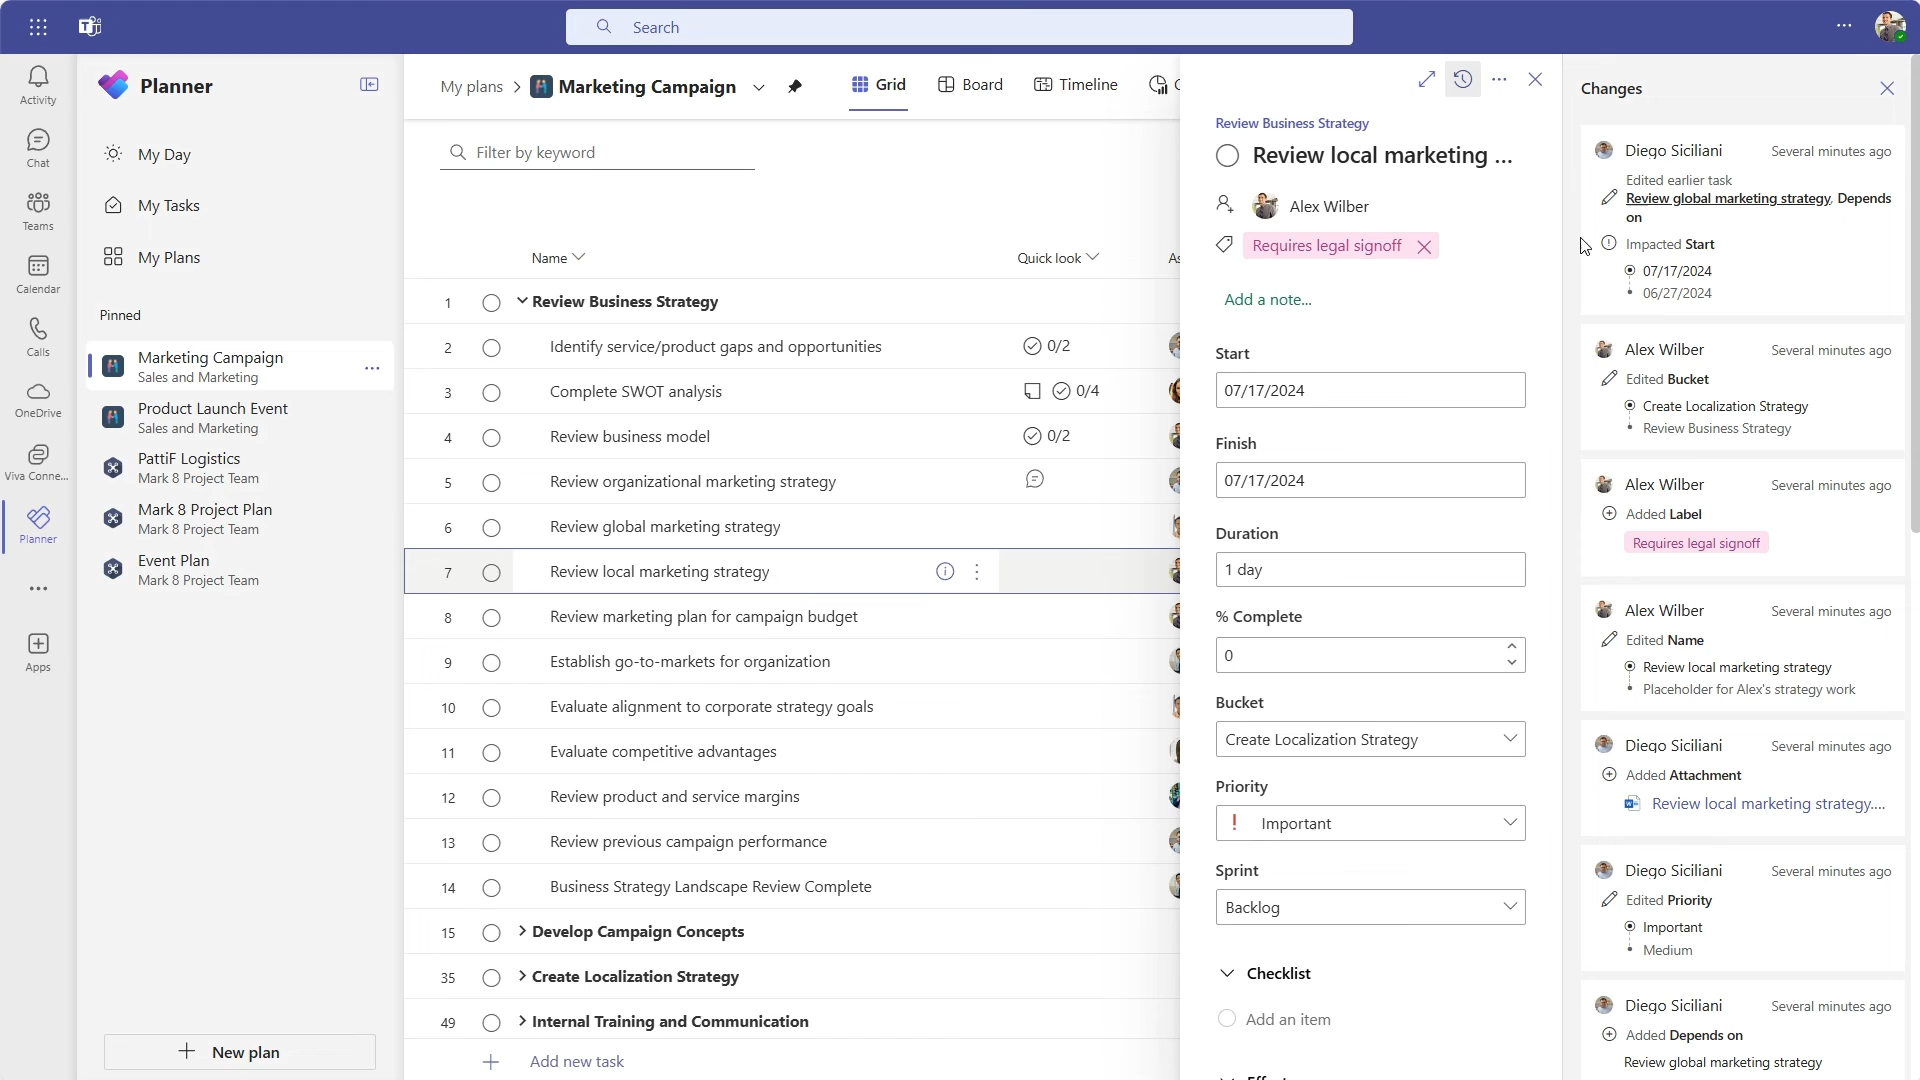 Search
Activity
Chat
Teams
Calendar
Calls
OneDrive
Viva Conne...
Planner
Apps
Planner
My Day
My Tasks
My Plans
Pinned
Marketing Campaign
Sales and Marketing
Product Launch Event
Sales and Marketing
PattiF Logistics
Mark 8 Project Team
Mark 8 Project Plan
Mark 8 Project Team
Event Plan
Mark 8 Project Team
New plan
My plans > Marketing Campaign
Grid
Board
Timeline
Filter by keyword
Name
Quick look
As
1 Review Business Strategy
2 Identify service/product gaps and opportunities 0/2
3 Complete SWOT analysis 0/4
4 Review business model 0/2
5 Review organizational marketing strategy
6 Review global marketing strategy
7 Review local marketing strategy
8 Review marketing plan for campaign budget
9 Establish go-to-markets for organization
10 Evaluate alignment to corporate strategy goals
11 Evaluate competitive advantages
12 Review product and service margins
13 Review previous campaign performance
14 Business Strategy Landscape Review Complete
15 Develop Campaign Concepts
35 Create Localization Strategy
49 Internal Training and Communication
Add new task
Review Business Strategy
Review local marketing ...
Alex Wilber
Requires legal signoff
Add a note...
Start
07/17/2024
Finish
07/17/2024
Duration
1 day
% Complete
0
Bucket
Create Localization Strategy
Priority
Important
Sprint
Backlog
Checklist
Add an item
Changes
Diego Siciliani Several minutes ago
Edited earlier task
Review global marketing strategy, Depends
on
Impacted Start
07/17/2024
06/27/2024
Alex Wilber Several minutes ago
Edited Bucket
Create Localization Strategy
Review Business Strategy
Alex Wilber Several minutes ago
Added Label
Requires legal signoff
Alex Wilber Several minutes ago
Edited Name
Review local marketing strategy
Placeholder for Alex's strategy work
Diego Siciliani Several minutes ago
Added Attachment
Review local marketing strategy....
Diego Siciliani Several minutes ago
Edited Priority
Important
Medium
Diego Siciliani Several minutes ago
Added Depends on
Review global marketing strategy